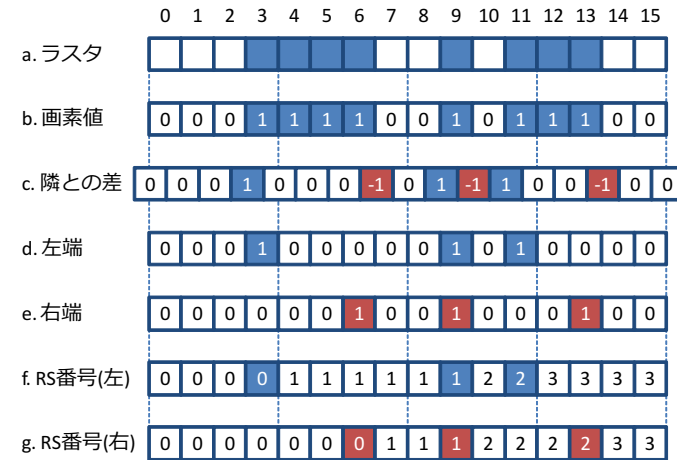 0 1 2 3 4 5 6 7 8 9 10 11 12 13 14 15
a. ラスタ
b. 画素値 0 0 0 1 1 1 1 0 0 1 0 1 1 1 0 0
c. 隣との差 0 0 0 1 0 0 0 -1 0 1 -1 1 0 0 -1 0 0
d. 左端 0 0 0 1 0 0 0 0 0 1 0 1 0 0 0 0
e. 右端 0 0 0 0 0 0 1 0 0 1 0 0 0 1 0 0
f. RS番号(左) 0 0 0 0 1 1 1 1 1 1 2 2 3 3 3 3
g. RS番号(右) 0 0 0 0 0 0 0 1 1 1 2 2 2 2 3 3